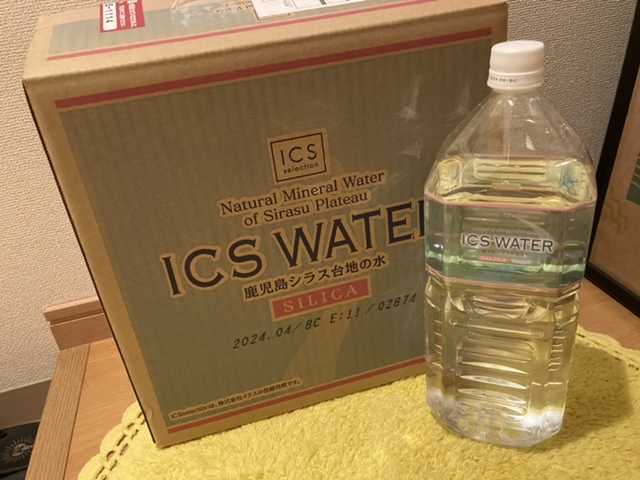 ICS
selection
Natural Mineral Water
of Sirasu Plateau
ICS WATER
鹿児島シラス台地の水
SILICA
2024.04/BC E:11/02874
ICS WATER